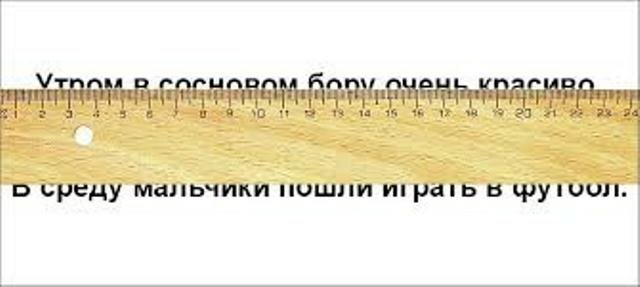 Утром в сосновом бору очень красиво
1 2 3 4 5 6 7 8 9 10 11 12 13 14 15 16 17 18 19 20 21 22 23 24
В среду мальчики пошли играть в футбол.